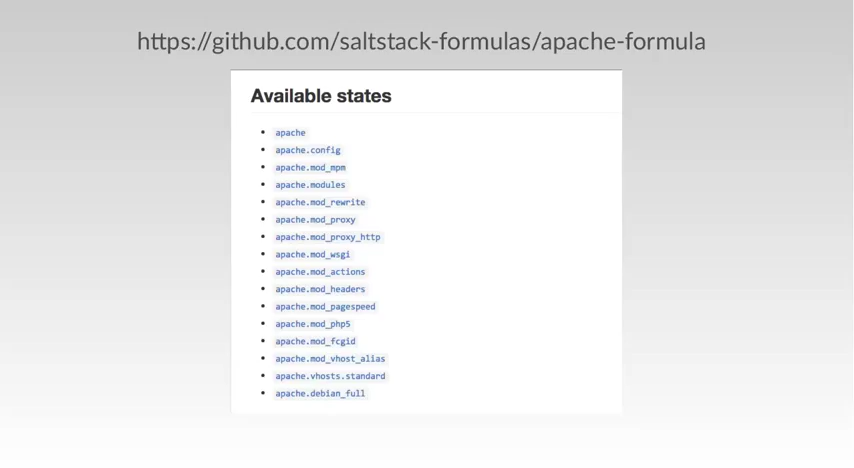 https://github.com/saltstack-formulas/apache-formula
Available states
apache
apache.config
apache.mod_mpm
apache.modules
apache.mod_rewrite
apache.mod_proxy
apache.mod_proxy_http
apache.mod_wsgi
apache.mod_actions
apache.mod_headers
apache.mod_pagespeed
apache.mod_php5
apache.mod_fcgid
apache.mod_vhost_alias
apache.vhosts.standard
apache.debian_full